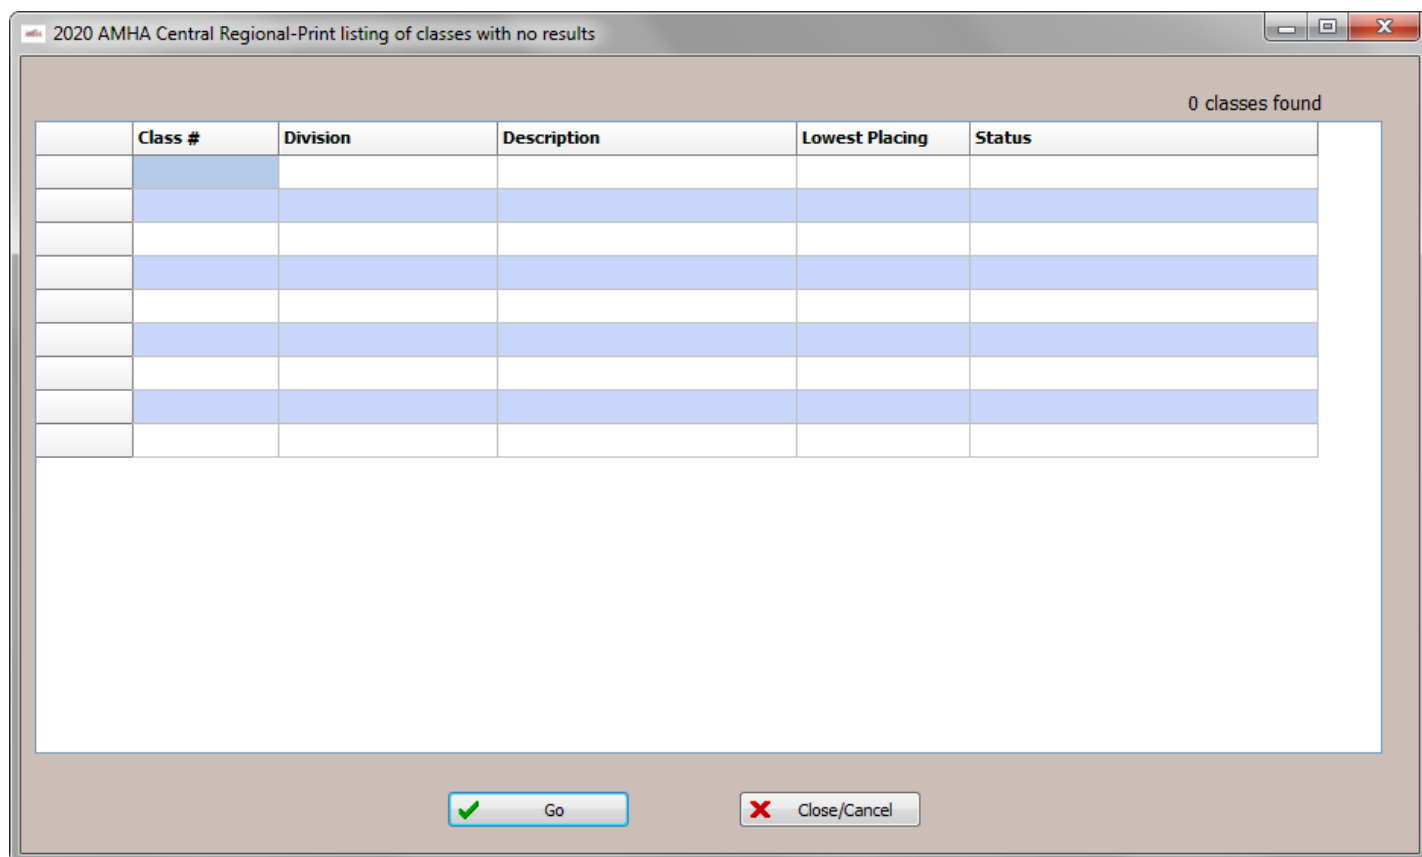 2020 AMHA Central Regional-Print listing of classes with no results
0 classes found
Class # Division Description Lowest Placing Status
Go Close/Cancel